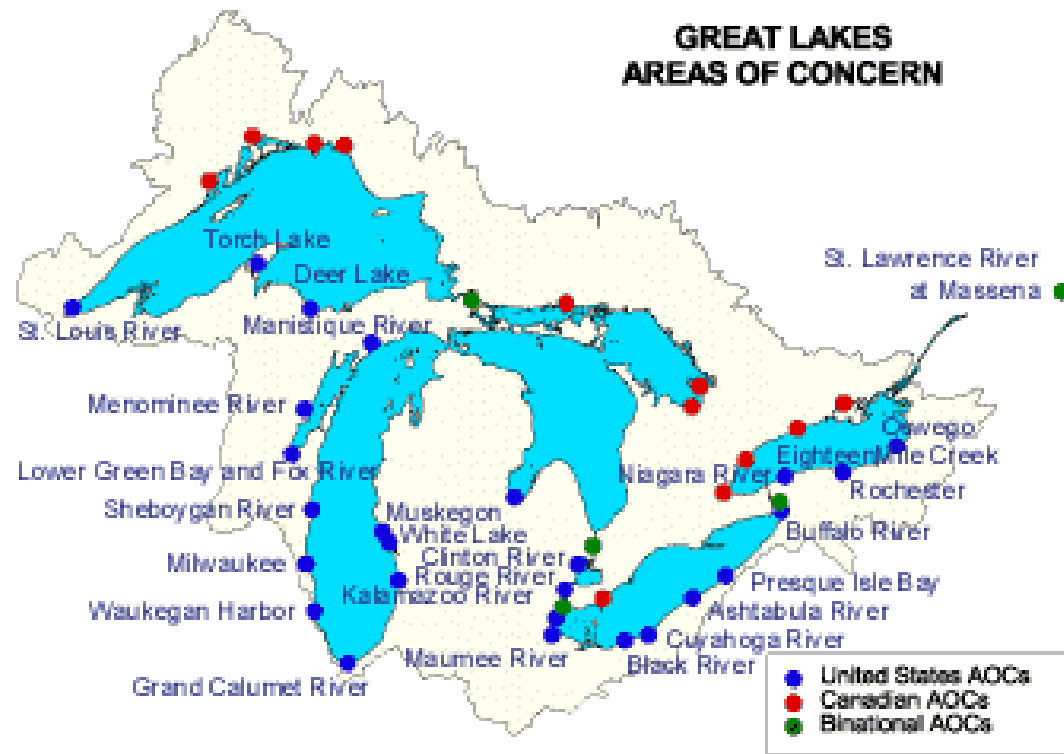 GREAT LAKES
AREAS OF CONCERN
Torch Lake
Deer Lake
St. Lawrence River
at Massena
St. Louis River
Manistique River
Menominee River
Oswego
Lower Green Bay and Fox River
Niagara River
EighteenMile Creek
Rochester
Sheboygan River
Muskegon
White Lake
Buffalo River
Milwaukee
Clinton River
Rouge River
Presque Isle Bay
Waukegan Harbor
Kalamazoo River
Ashtabula River
Cuyahoga River
Maumee River
Black River
Grand Calumet River
United States AOCs
Canadian AOCs
Binational AOCs